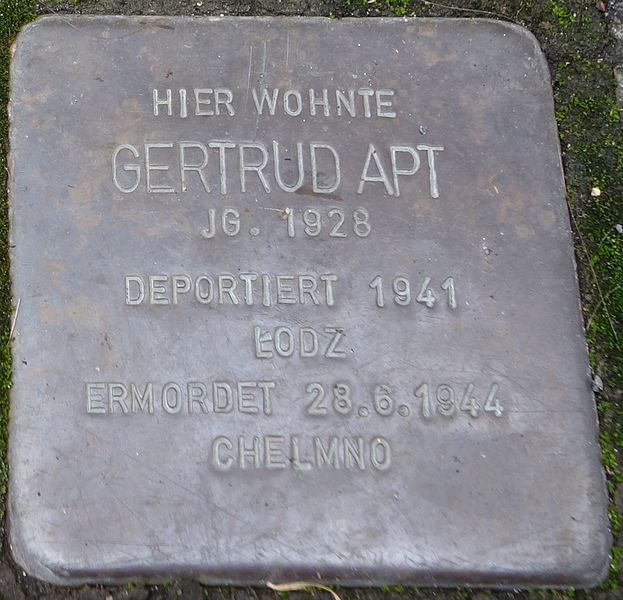 HIER WOHNTE
GERTRUD APT
JG. 1928
DEPORTIERT 1941
ŁODZ
ERMORDET 28.6.1944
CHELMNO